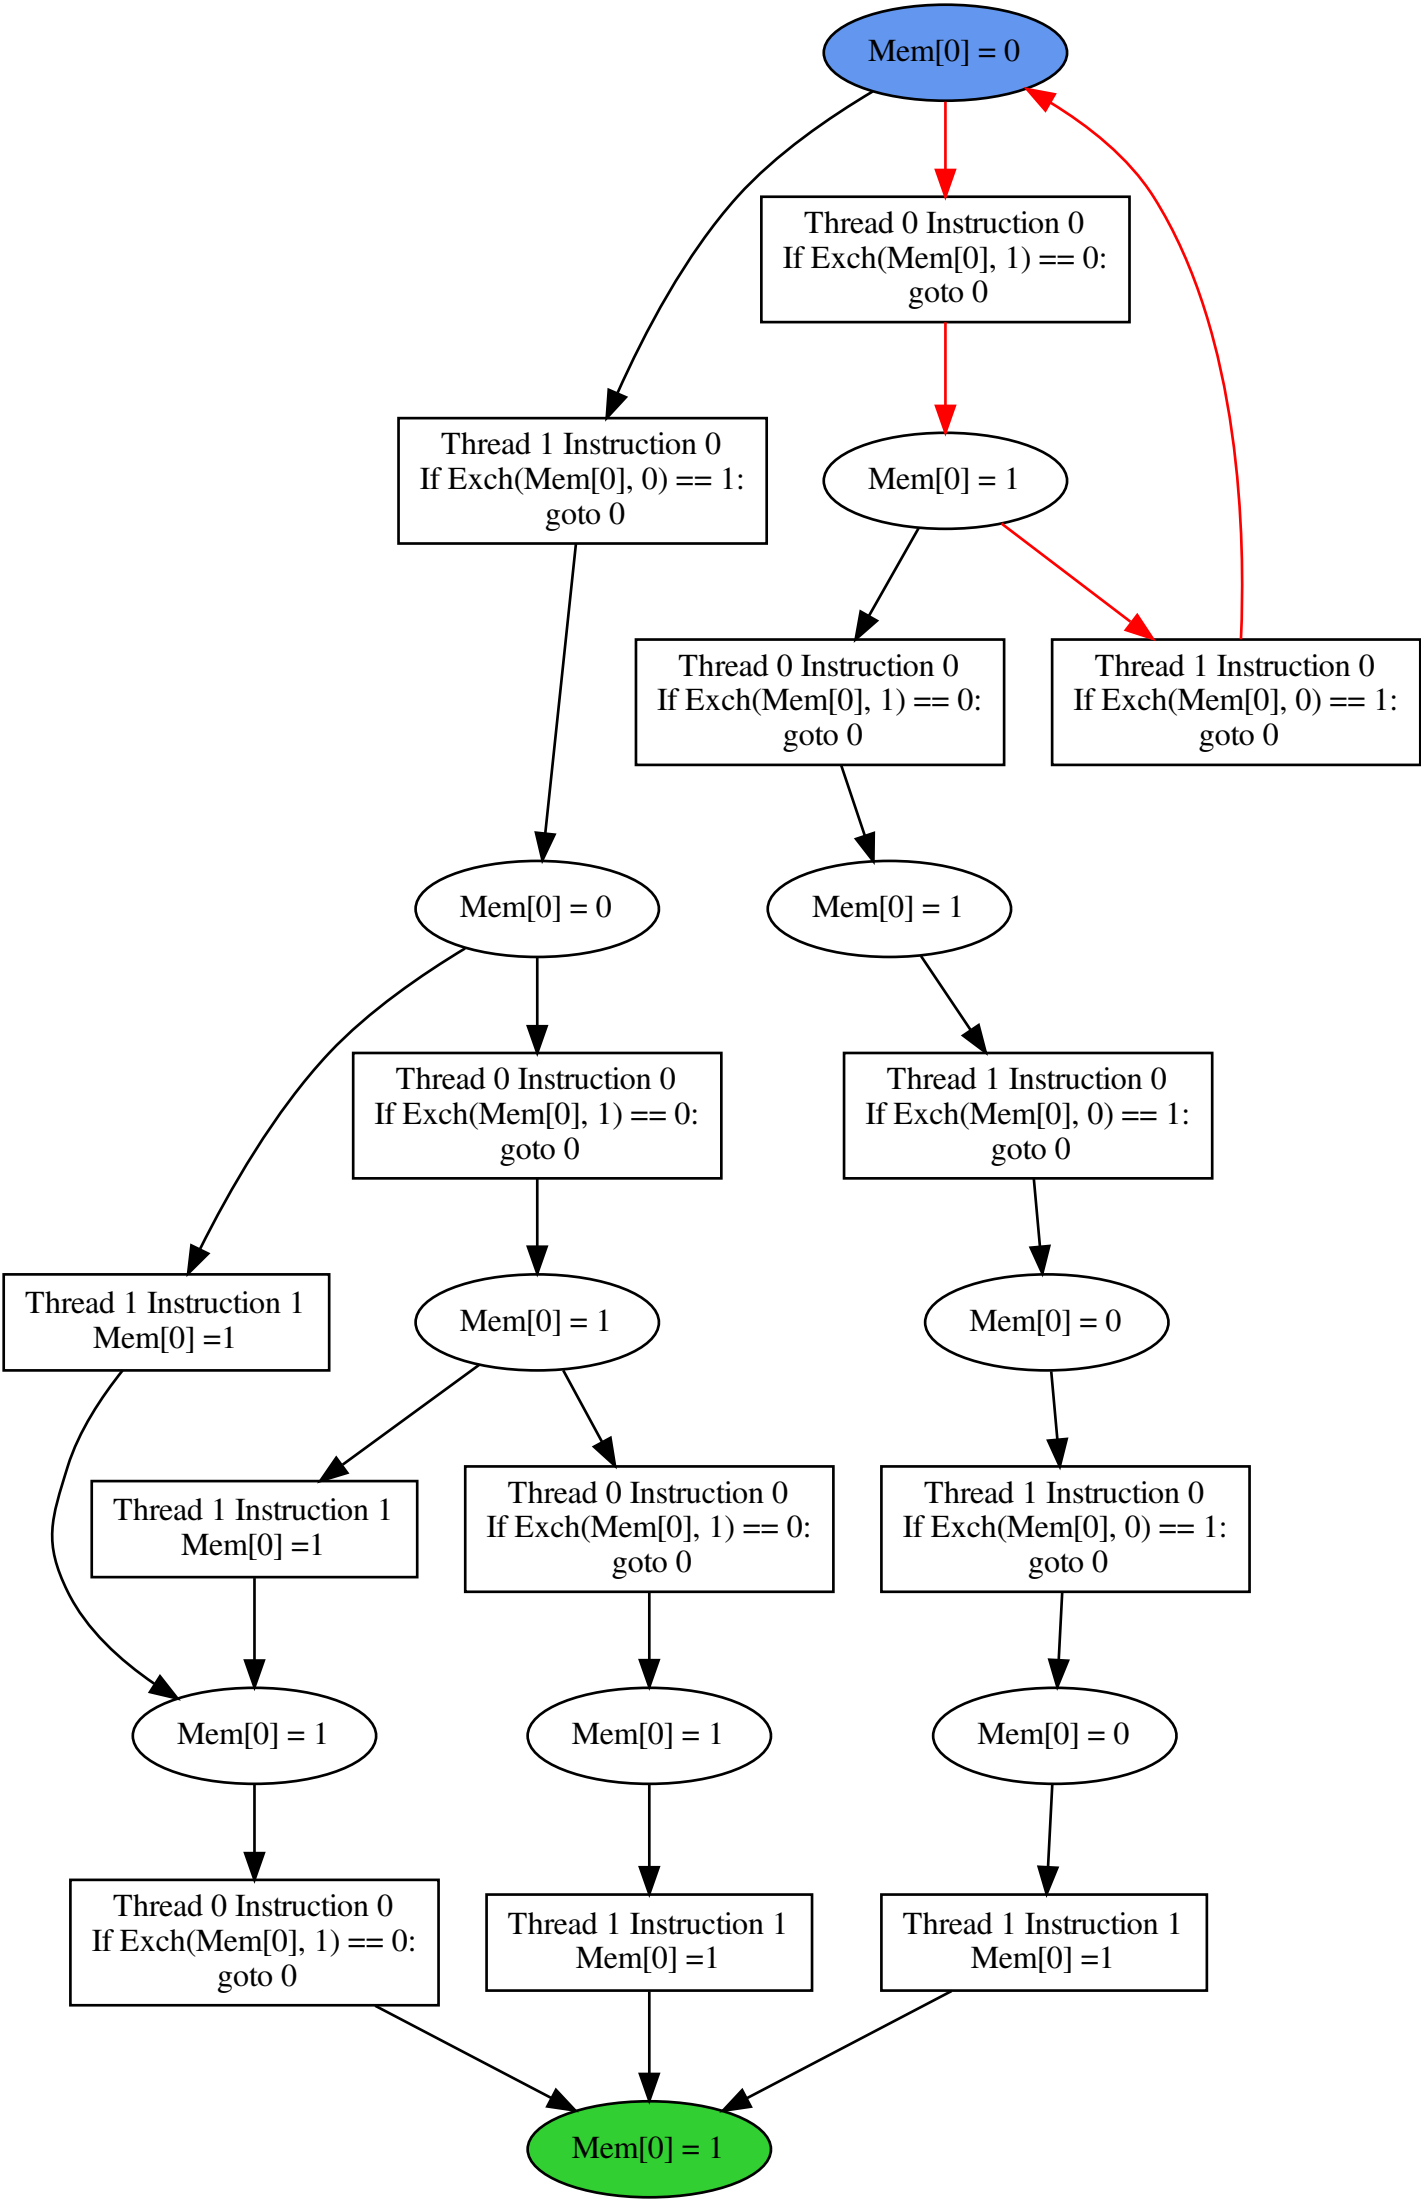 Mem[0] = 0
Thread 0 Instruction 0
If Exch(Mem[0], 1) == 0:
goto 0
Thread 1 Instruction 0
If Exch(Mem[0], 0) == 1:
goto 0
Mem[0] = 1
Thread 0 Instruction 0
If Exch(Mem[0], 1) == 0:
goto 0
Thread 1 Instruction 0
If Exch(Mem[0], 0) == 1:
goto 0
Mem[0] = 0
Mem[0] = 1
Thread 0 Instruction 0
If Exch(Mem[0], 1) == 0:
goto 0
Thread 1 Instruction 0
If Exch(Mem[0], 0) == 1:
goto 0
Thread 1 Instruction 1
Mem[0] =1
Mem[0] = 1
Mem[0] = 0
Thread 1 Instruction 1
Mem[0] =1
Thread 0 Instruction 0
If Exch(Mem[0], 1) == 0:
goto 0
Thread 1 Instruction 0
If Exch(Mem[0], 0) == 1:
goto 0
Mem[0] = 1
Mem[0] = 1
Mem[0] = 0
Thread 0 Instruction 0
If Exch(Mem[0], 1) == 0:
goto 0
Thread 1 Instruction 1
Mem[0] =1
Thread 1 Instruction 1
Mem[0] =1
Mem[0] = 1